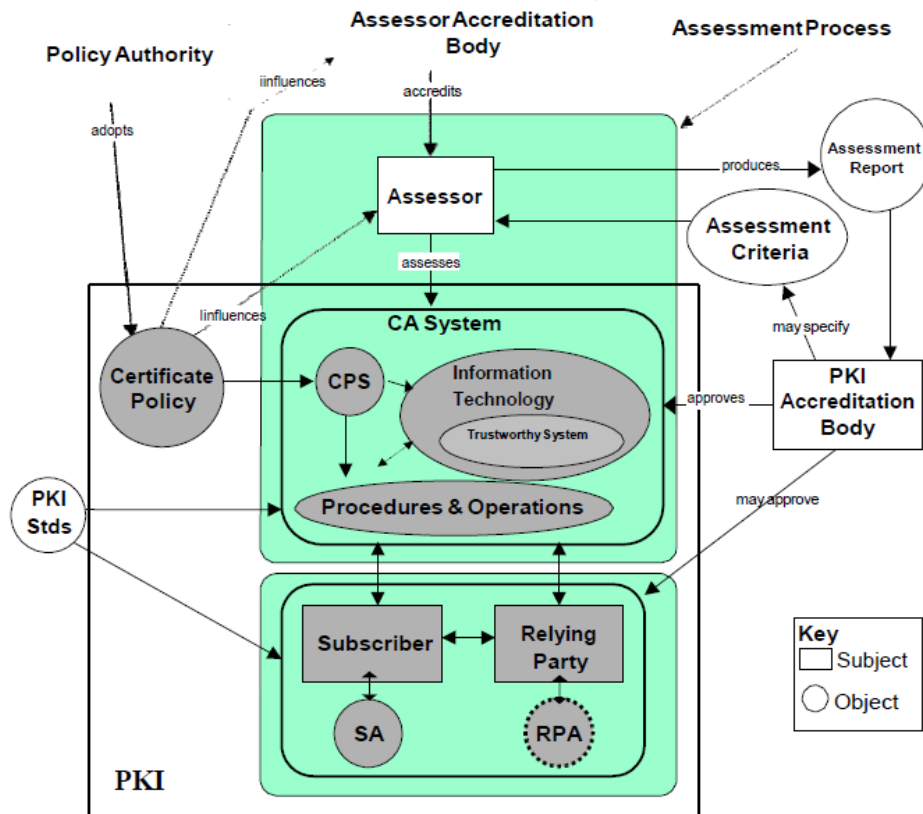 Assessor Accreditation
Body
Policy Authority
Assessment Process
iinfluences
accredits
adopts
Assessment
Report
produces
Assessor
Assessment
Criteria
assesses
Iinfluences
CA System
may specify
Certificate
Policy
CPS
Information
Technology
Trustworthy System
approves
PKI
Accreditation
Body
PKI
Stds
Procedures & Operations
may approve
Subscriber
Relying
Party
Key
Subject
Object
SA
RPA
PKI